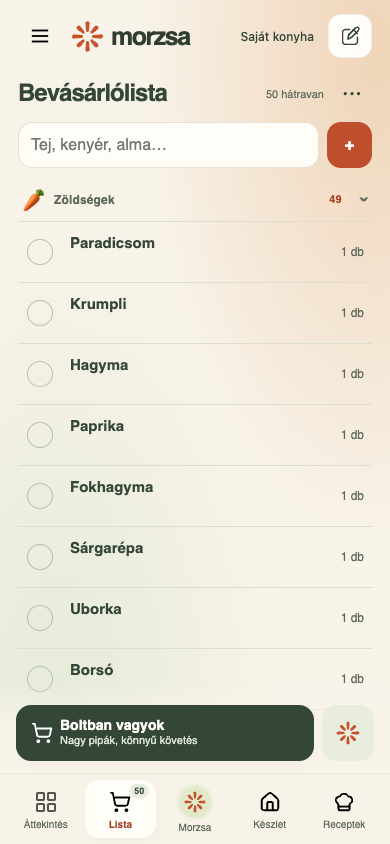 morzsa
Saját konyha
Bevásárlólista
50 hátravan
Tej, kenyér, alma…
Zöldségek
49
Paradicsom
1 db
Krumpli
1 db
Hagyma
1 db
Paprika
1 db
Fokhagyma
1 db
Sárgarépa
1 db
Uborka
1 db
Borsó
1 db
Boltban vagyok
Nagy pipák, könnyű követés
50
Áttekintés
Lista
Morzsa
Készlet
Receptek